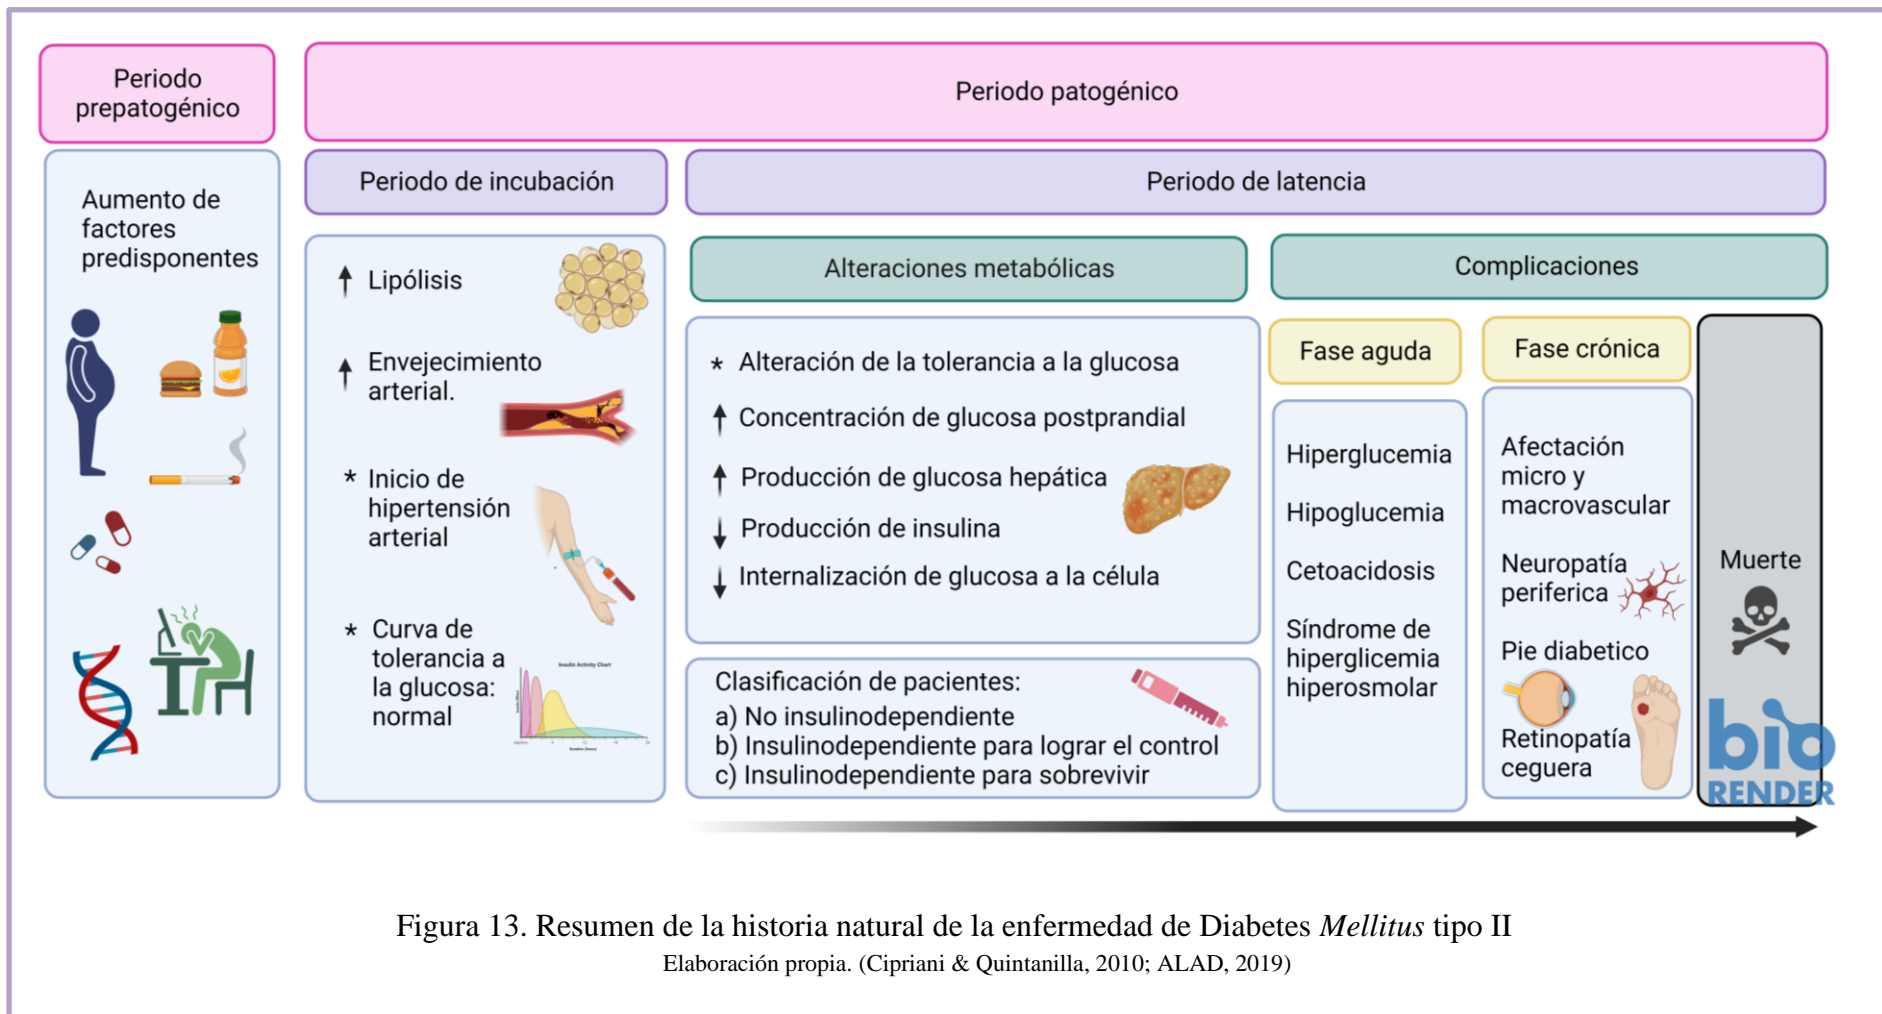 Periodo
prepatogénico
Periodo patogénico
Aumento de
factores
predisponentes
Periodo de incubación
↑ Lipólisis
↑ Envejecimiento
arterial.
* Inicio de
hipertensión
arterial
* Curva de
tolerancia a
la glucosa:
normal
Insulin Activity Chart
Periodo de latencia
Alteraciones metabólicas
* Alteración de la tolerancia a la glucosa
↑ Concentración de glucosa postprandial
↑ Producción de glucosa hepática
↓ Producción de insulina
↓ Internalización de glucosa a la célula
Clasificación de pacientes:
a) No insulinodependiente
b) Insulinodependiente para lograr el control
c) Insulinodependiente para sobrevivir
Complicaciones
Fase aguda
Hiperglucemia
Hipoglucemia
Cetoacidosis
Síndrome de
hiperglicemia
hiperosmolar
Fase crónica
Afectación
micro y
macrovascular
Neuropatía
periferica
Pie diabetico
Retinopatía
ceguera
Muerte
bio
RENDER
Figura 13. Resumen de la historia natural de la enfermedad de Diabetes Mellitus tipo II
Elaboración propia. (Cipriani & Quintanilla, 2010; ALAD, 2019)